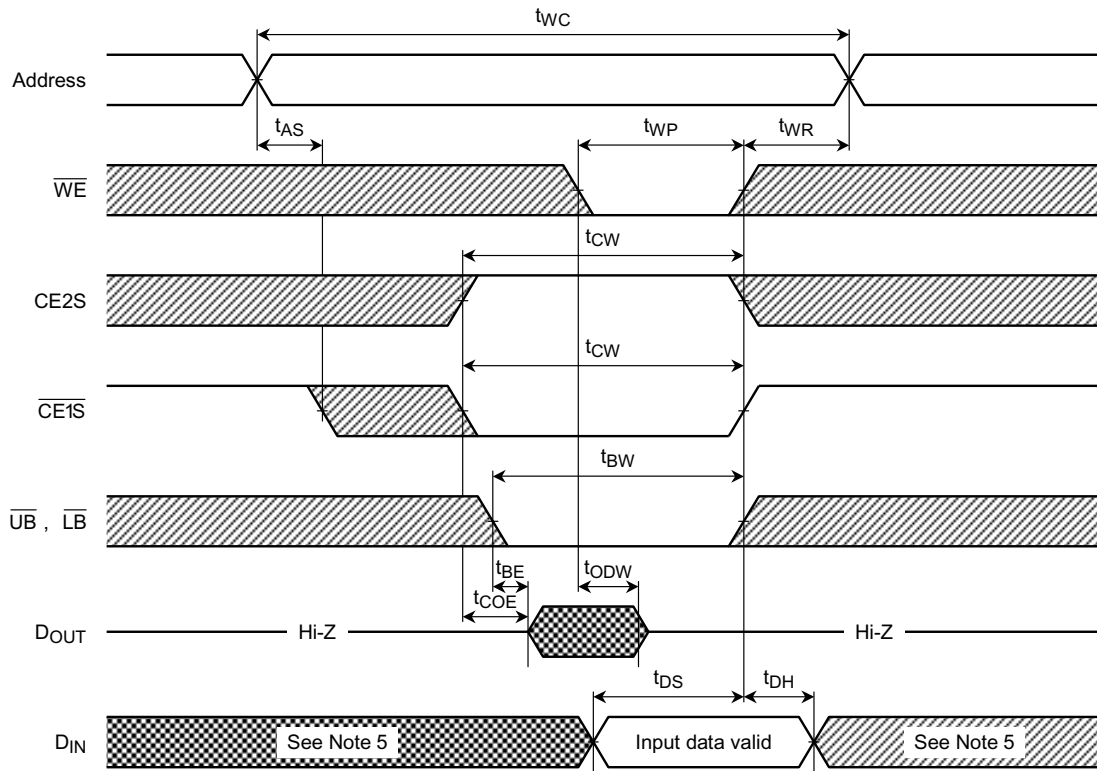 tWC
Address
tAS
tWP
tWR
WE
tCW
CE2S
tCW
CE1S
tBW
UB , LB
tBE
tODW
tCOE
DOUT
Hi-Z
Hi-Z
tDS
tDH
DIN
See Note 5
Input data valid
See Note 5